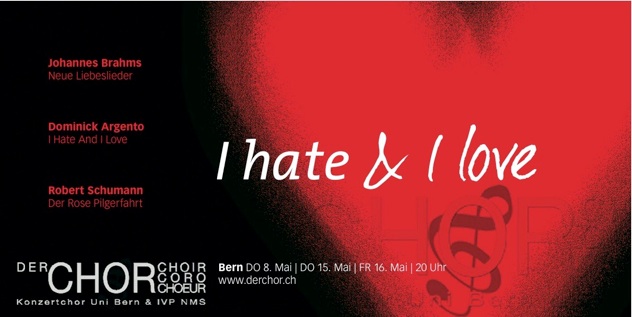 Johannes Brahms
Neue Liebeslieder
Dominick Argento
I Hate And I Love
Robert Schumann
Der Rose Pilgerfahrt
I hate & I love
DER CHOR CHOIR
CORO
CHOEUR
Konzertchor Uni Bern & IVP NMS
Bern DO 8. Mai | DO 15. Mai | FR 16. Mai | 20 Uhr
www.derchor.ch